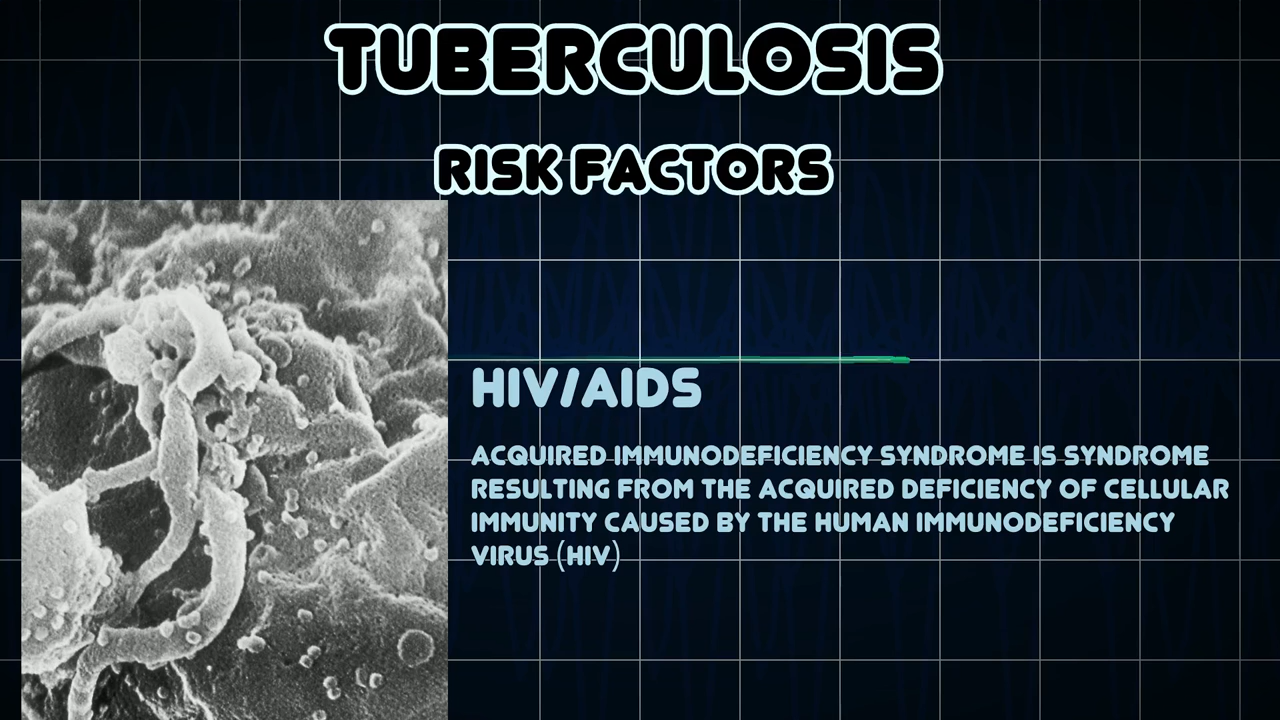 TUBERCULOSIS
RISK FACTORS
HIV/AIDS
ACQUIRED IMMUNODEFICIENCY SYNDROME IS SYNDROME
RESULTING FROM THE ACQUIRED DEFICIENCY OF CELLULAR
IMMUNITY CAUSED BY THE HUMAN IMMUNODEFICIENCY
VIRUS (HIV)